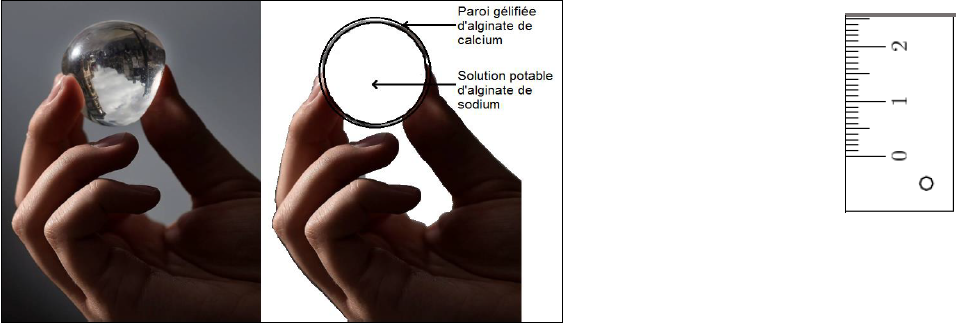 Paroi gélifiée
d'alginate de
calcium
Solution potable
d'alginate de
sodium
2
1
0